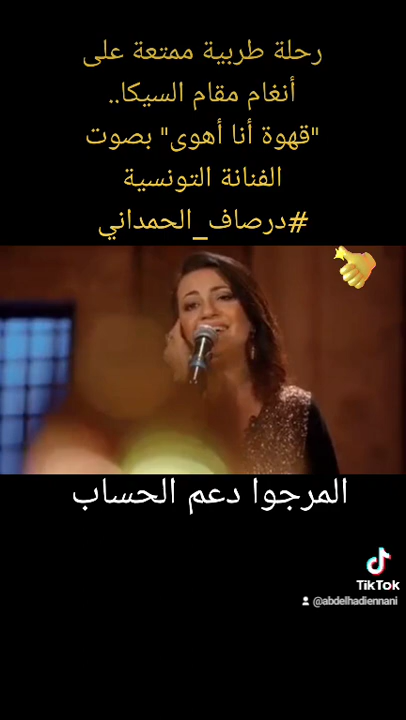 رحلة طربية ممتعة على
أنغام مقام السيكا..
"قهوة أنا أهوى" بصوت
الفنانة التونسية
#درصاف_الحمداني
المرجوا دعم الحساب
TikTok
@abdelhadiennani